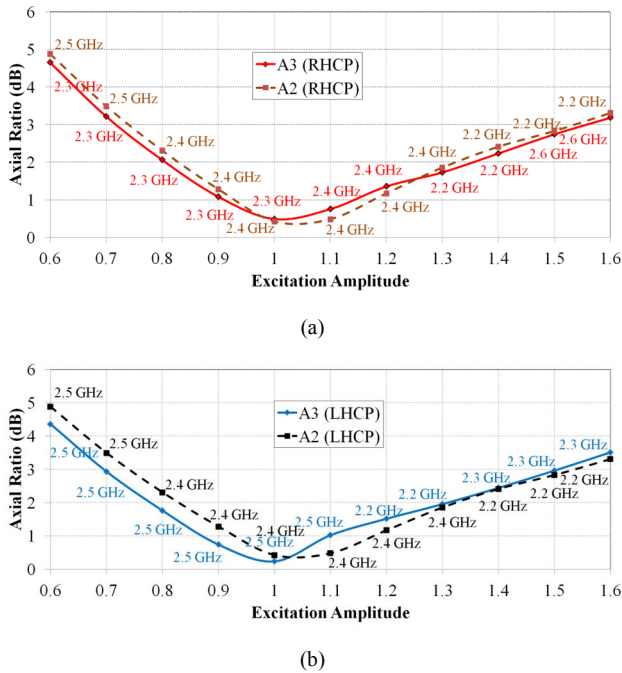 6
2.5 GHz
5
A3 (RHCP)
A2 (RHCP)
2.3 GHz
2.5 GHz
4
2.2 GHz
2.3 GHz
2.4 GHz
2.2 GHz
2.2 GHz
2.6 GHz
3
2.3 GHz
2.4 GHz
2.4 GHz
2.4 GHz
2.2 GHz
2.6 GHz
2
2.3 GHz
2.3 GHz
2.4 GHz
2.4 GHz
2.2 GHz
1
2.4 GHz
2.4 GHz
0
Axial Ratio (dB)
0.6 0.7 0.8 0.9 1 1.1 1.2 1.3 1.4 1.5 1.6
Excitation Amplitude
(a)
6
2.5 GHz
5
A3 (LHCP)
A2 (LHCP)
2.5 GHz
2.3 GHz
4
2.5 GHz
2.4 GHz
2.3 GHz
2.3 GHz
2.2 GHz
3
2.5 GHz
2.4 GHz
2.2 GHz
2.2 GHz
2.2 GHz
2
2.5 GHz
2.4 GHz
2.5 GHz
2.4 GHz
1
2.5 GHz
2.5 GHz
2.4 GHz
2.4 GHz
0
Axial Ratio (dB)
0.6 0.7 0.8 0.9 1 1.1 1.2 1.3 1.4 1.5 1.6
Excitation Amplitude
(b)